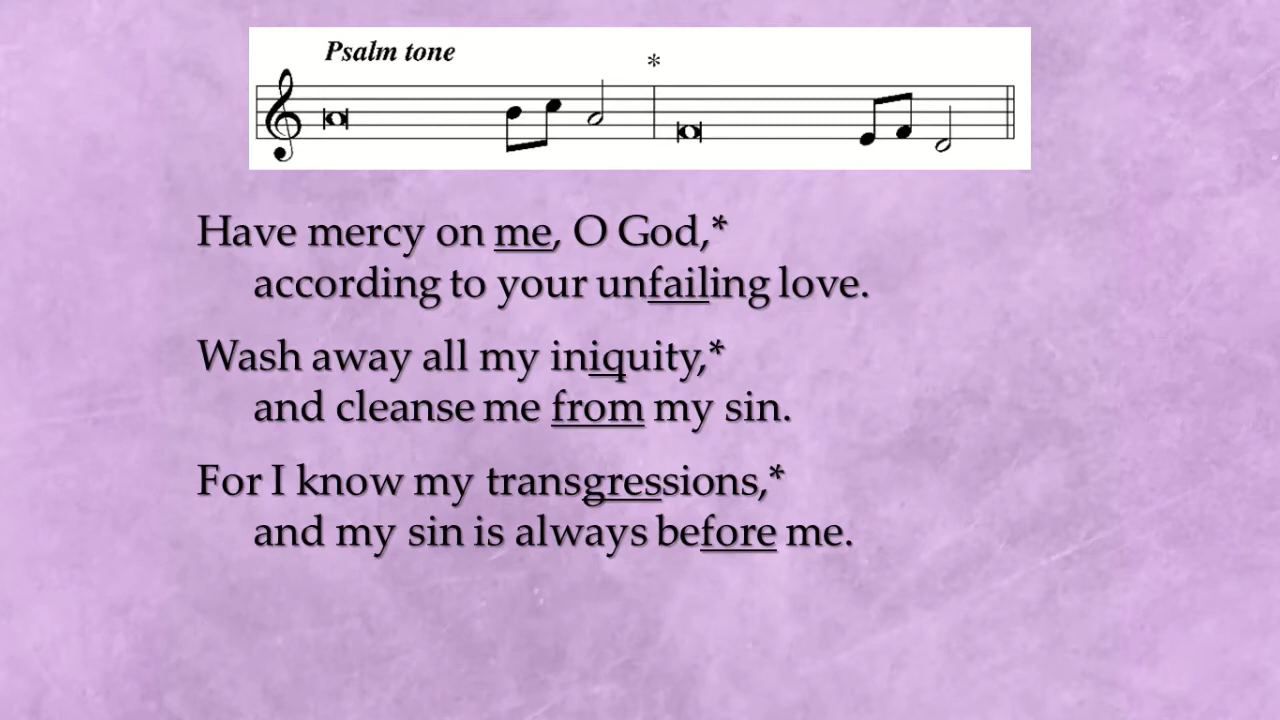 Psalm tone
*
Have mercy on me, O God,*
according to your unfailing love.
Wash away all my iniquity,*
and cleanse me from my sin.
For I know my transgressions,*
and my sin is always before me.